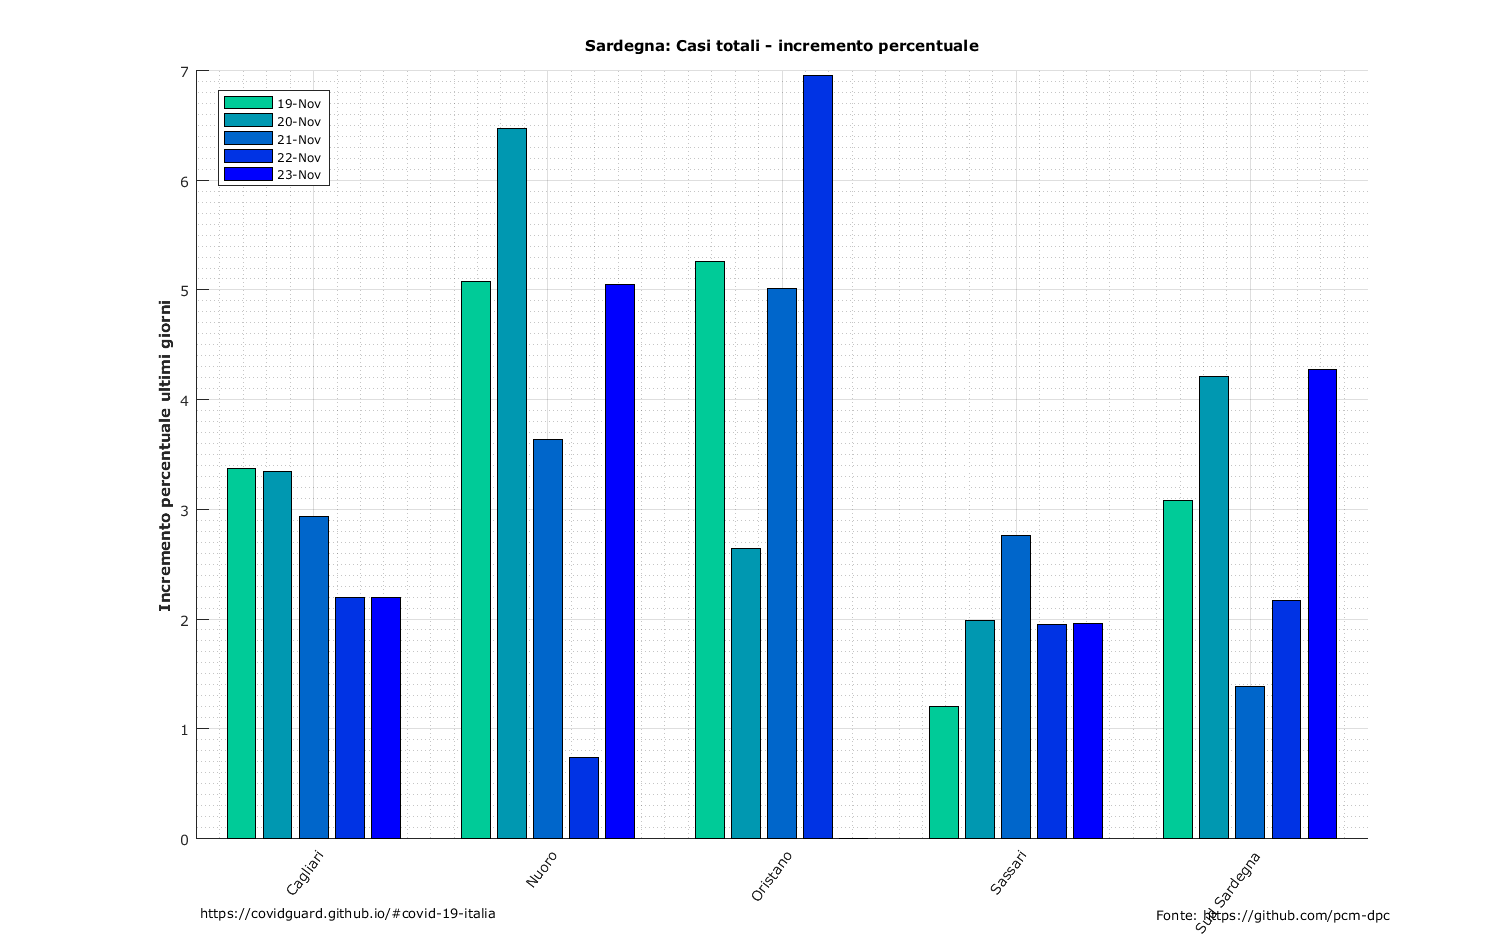 Sardegna: Casi totali - incremento percentuale
7
6
5
4
3
2
1
0
Incremento percentuale ultimi giorni
19-Nov
20-Nov
21-Nov
22-Nov
23-Nov
Cagliari
Nuoro
Oristano
Sassari
Sud Sardegna
https://covidguard.github.io/#covid-19-italia
Fonte: https://github.com/pcm-dpc